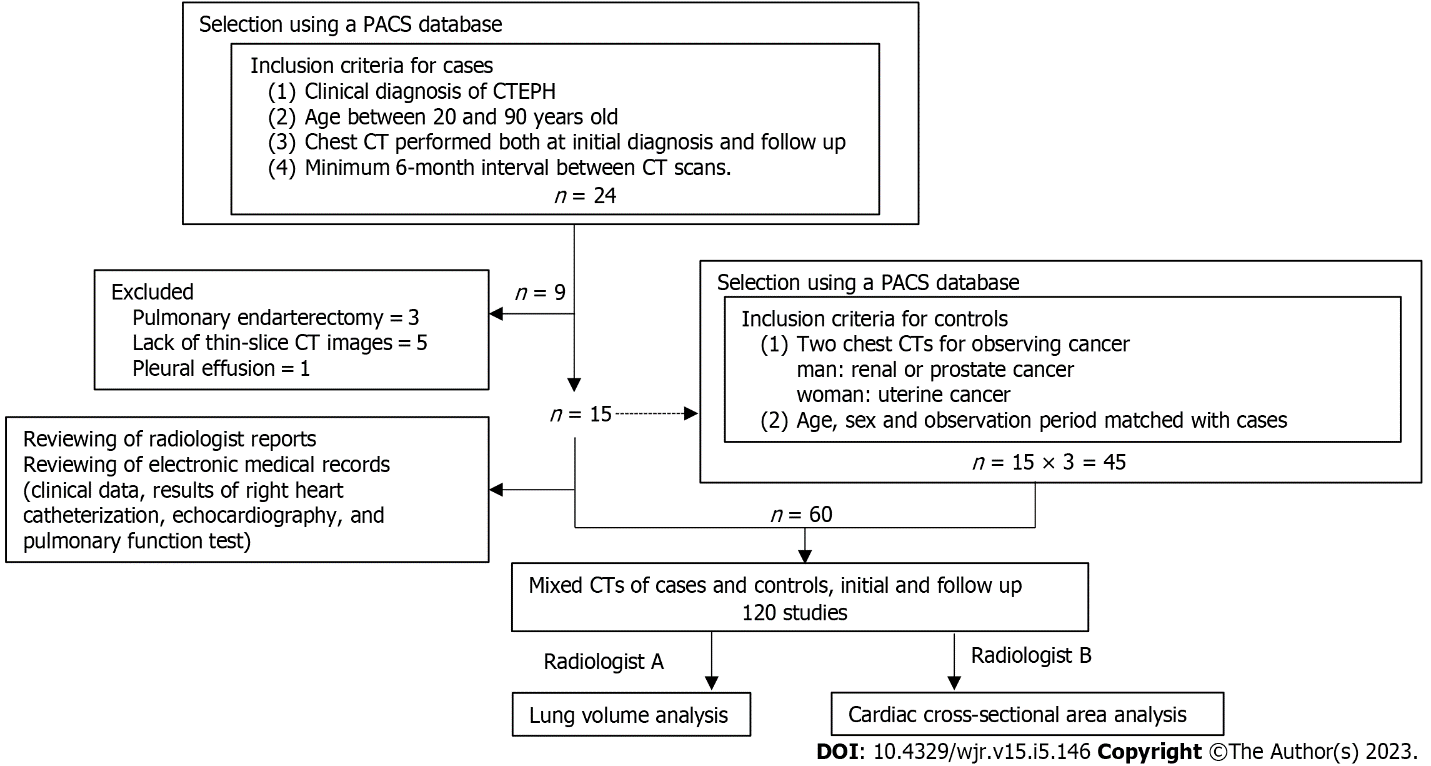 Selection using a PACS database
Inclusion criteria for cases
(1) Clinical diagnosis of CTEPH
(2) Age between 20 and 90 years old
(3) Chest CT performed both at initial diagnosis and follow up
(4) Minimum 6-month interval between CT scans.
n = 24
n = 9
Excluded
Pulmonary endarterectomy = 3
Lack of thin-slice CT images = 5
Pleural effusion = 1
n = 15
Selection using a PACS database
Inclusion criteria for controls
(1) Two chest CTs for observing cancer
man: renal or prostate cancer
woman: uterine cancer
(2) Age, sex and observation period matched with cases
n = 15 × 3 = 45
Reviewing of radiologist reports
Reviewing of electronic medical records
(clinical data, results of right heart
catheterization, echocardiography, and
pulmonary function test)
n = 60
Mixed CTs of cases and controls, initial and follow up
120 studies
Radiologist A
Radiologist B
Lung volume analysis
Cardiac cross-sectional area analysis
DOI: 10.4329/wjr.v15.i5.146 Copyright ©The Author(s) 2023.